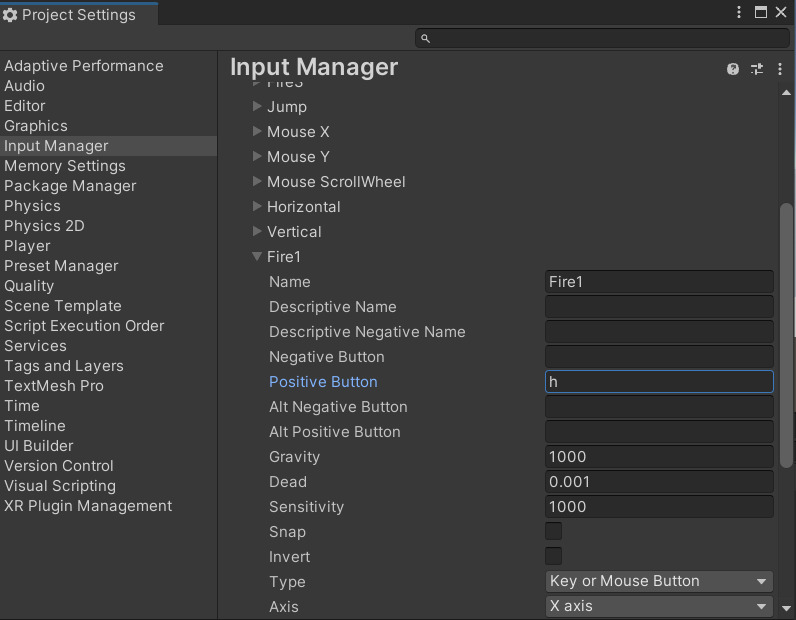 Project Settings
Adaptive Performance
Audio
Editor
Graphics
Input Manager
Memory Settings
Package Manager
Physics
Physics 2D
Player
Preset Manager
Quality
Scene Template
Script Execution Order
Services
Tags and Layers
TextMesh Pro
Time
Timeline
UI Builder
Version Control
Visual Scripting
XR Plugin Management
Input Manager
Fire3
Jump
Mouse X
Mouse Y
Mouse ScrollWheel
Horizontal
Vertical
Fire1
Name Fire1
Descriptive Name
Descriptive Negative Name
Negative Button
Positive Button h
Alt Negative Button
Alt Positive Button
Gravity 1000
Dead 0.001
Sensitivity 1000
Snap
Invert
Type Key or Mouse Button
Axis X axis